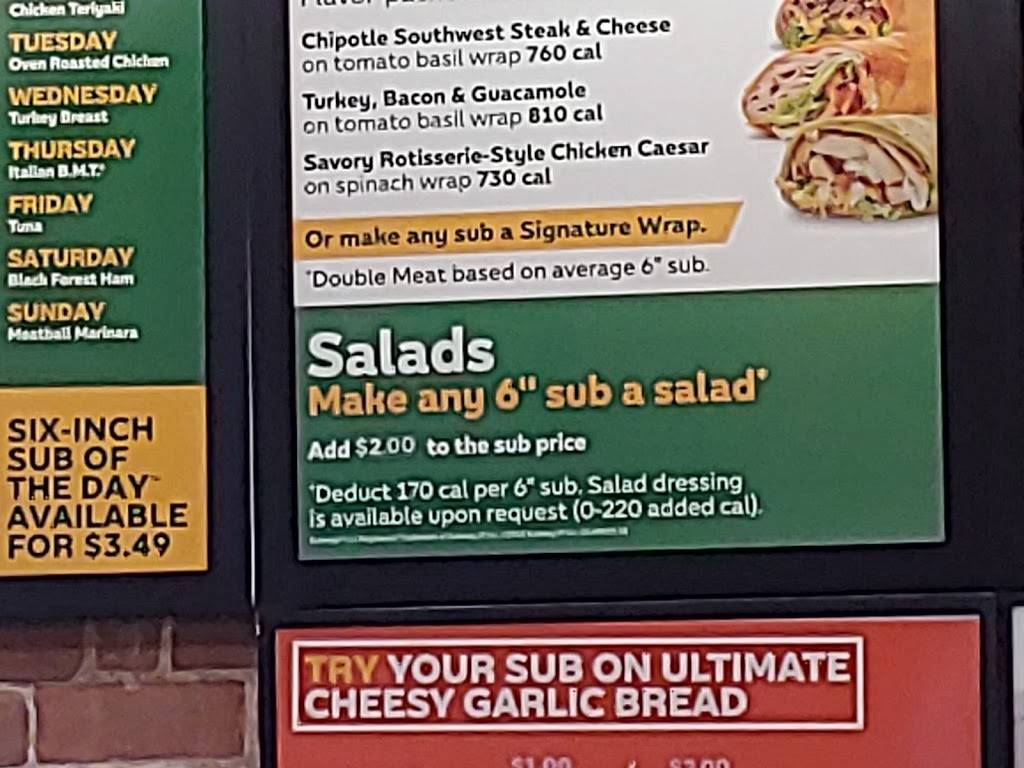 Chicken Teriyaki
TUESDAY
Oven Roasted Chicken
WEDNESDAY
Turkey Breast
THURSDAY
Italian B.M.T.®
FRIDAY
Tuna
SATURDAY
Black Forest Ham
SUNDAY
Meatball Marinara
SIX-INCH
SUB OF
THE DAY™
AVAILABLE
FOR $3.49
Chipotle Southwest Steak & Cheese
on tomato basil wrap 760 cal
Turkey, Bacon & Guacamole
on tomato basil wrap 810 cal
Savory Rotisserie-Style Chicken Caesar
on spinach wrap 730 cal
Or make any sub a Signature Wrap.
*Double Meat based on average 6" sub.
Salads
Make any 6" sub a salad*
Add $2.00 to the sub price
*Deduct 170 cal per 6" sub. Salad dressing
is available upon request (0-220 added cal).
TRY YOUR SUB ON ULTIMATE
CHEESY GARLIC BREAD